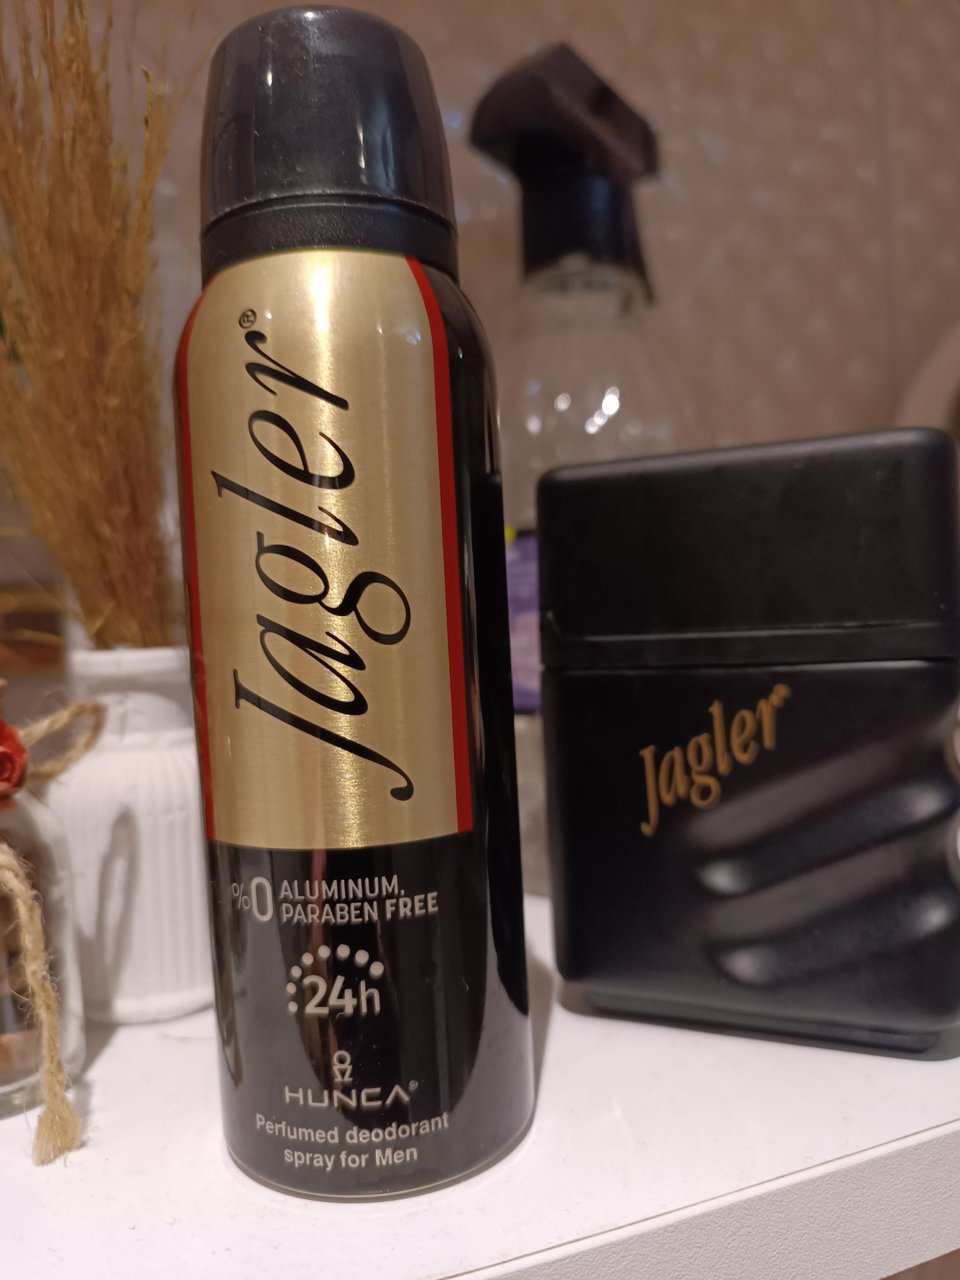 Jagler®
%0 ALUMINUM,
PARABEN FREE
24h
HUNCA®
Perfumed deodorant
spray for Men
Jagler®